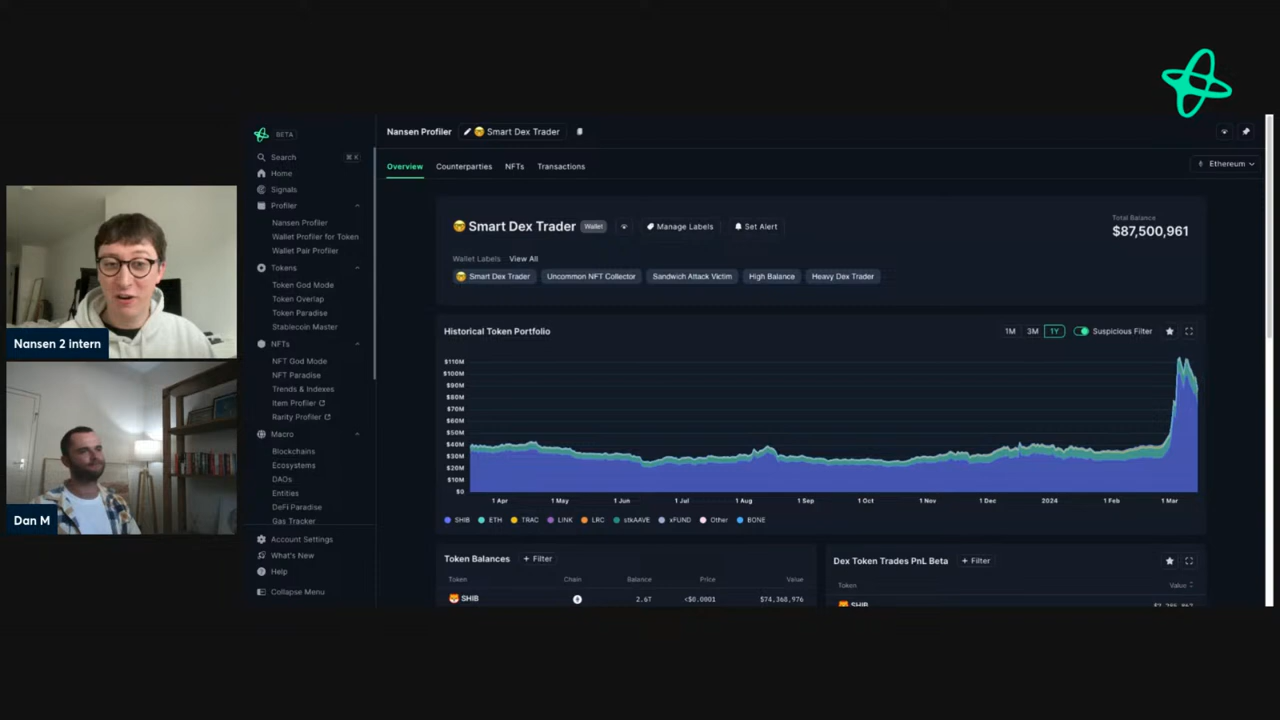 BETA
Search
⌘ K
Home
Signals
Profiler
Nansen Profiler
Wallet Profiler for Token
Wallet Pair Profiler
Tokens
Token God Mode
Token Overlap
Token Paradise
Stablecoin Master
NFTs
NFT God Mode
NFT Paradise
Trends & Indexes
Item Profiler
Rarity Profiler
Macro
Blockchains
Ecosystems
DAOs
Entities
DeFi Paradise
Gas Tracker
Account Settings
What's New
Help
Collapse Menu
Nansen 2 Intern
Dan M
Nansen Profiler
Smart Dex Trader
Overview Counterparties NFTs Transactions
Ethereum
Smart Dex Trader Wallet Manage Labels Set Alert
Total Balance
$87,500,961
Wallet Labels View All
Smart Dex Trader Uncommon NFT Collector Sandwich Attack Victim High Balance Heavy Dex Trader
Historical Token Portfolio
1M 3M 1Y Suspicious Filter
$110M
$100M
$90M
$80M
$70M
$60M
$50M
$40M
$30M
$20M
$10M
$0
1 Apr 1 May 1 Jun 1 Jul 1 Aug 1 Sep 1 Oct 1 Nov 1 Dec 2024 1 Feb 1 Mar
SHIB ETH TRAC LINK LRC stkAAVE xFUND Other BONE
Token Balances + Filter
Token Chain Balance Price Value
SHIB 2.6T <$0.0001 $74,368,976
Dex Token Trades PnL Beta + Filter
Token Value
SHIB